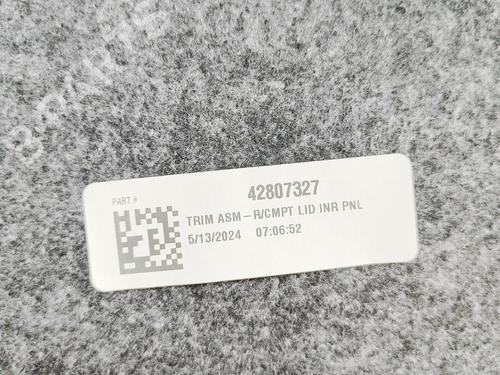 PART #
42807327
TRIM ASM-R/CMPT LID INR PNL
5/13/2024 07:06:52